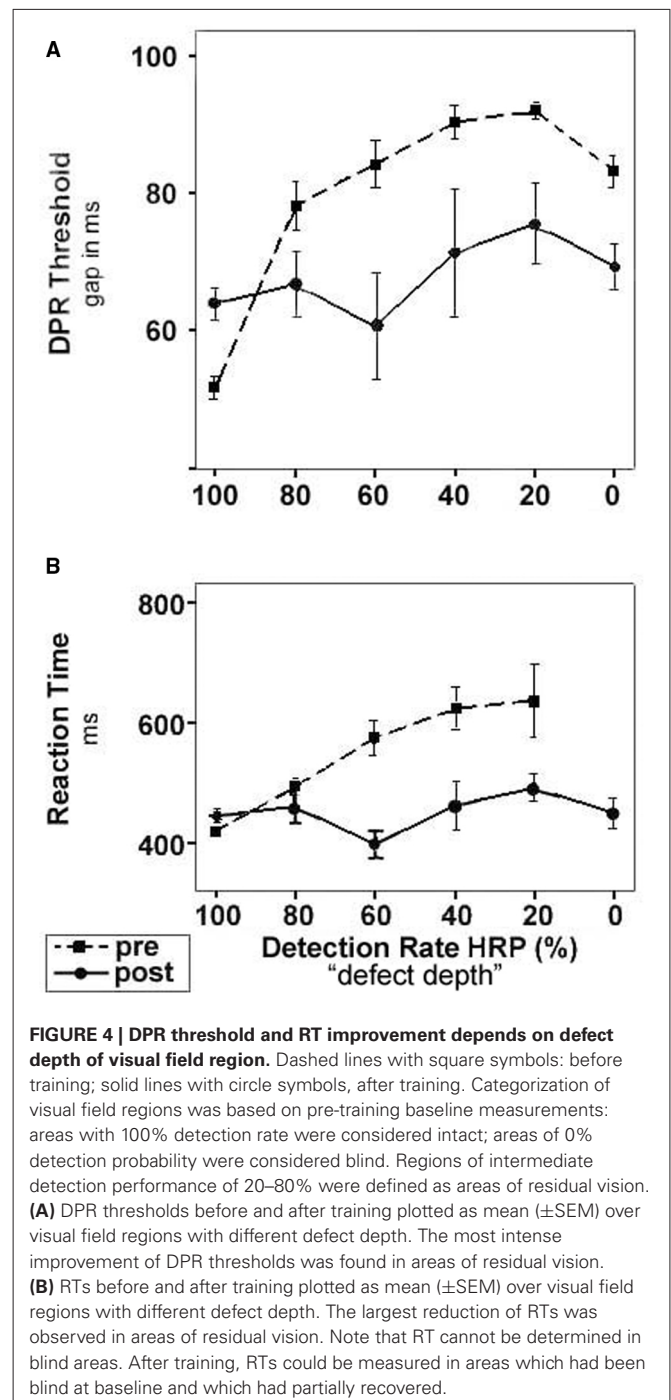 A
100
80
60
DPR Threshold
gap in ms
100 80 60 40 20 0
B
800
600
400
Reaction Time
ms
100 80 60 40 20 0
Detection Rate HRP (%)
"defect depth"
pre
post
FIGURE 4 | DPR threshold and RT improvement depends on defect
depth of visual field region. Dashed lines with square symbols: before
training; solid lines with circle symbols, after training. Categorization of
visual field regions was based on pre-training baseline measurements:
areas with 100% detection rate were considered intact; areas of 0%
detection probability were considered blind. Regions of intermediate
detection performance of 20–80% were defined as areas of residual vision.
(A) DPR thresholds before and after training plotted as mean (±SEM) over
visual field regions with different defect depth. The most intense
improvement of DPR thresholds was found in areas of residual vision.
(B) RTs before and after training plotted as mean (±SEM) over visual field
regions with different defect depth. The largest reduction of RTs was
observed in areas of residual vision. Note that RT cannot be determined in
blind areas. After training, RTs could be measured in areas which had been
blind at baseline and which had partially recovered.